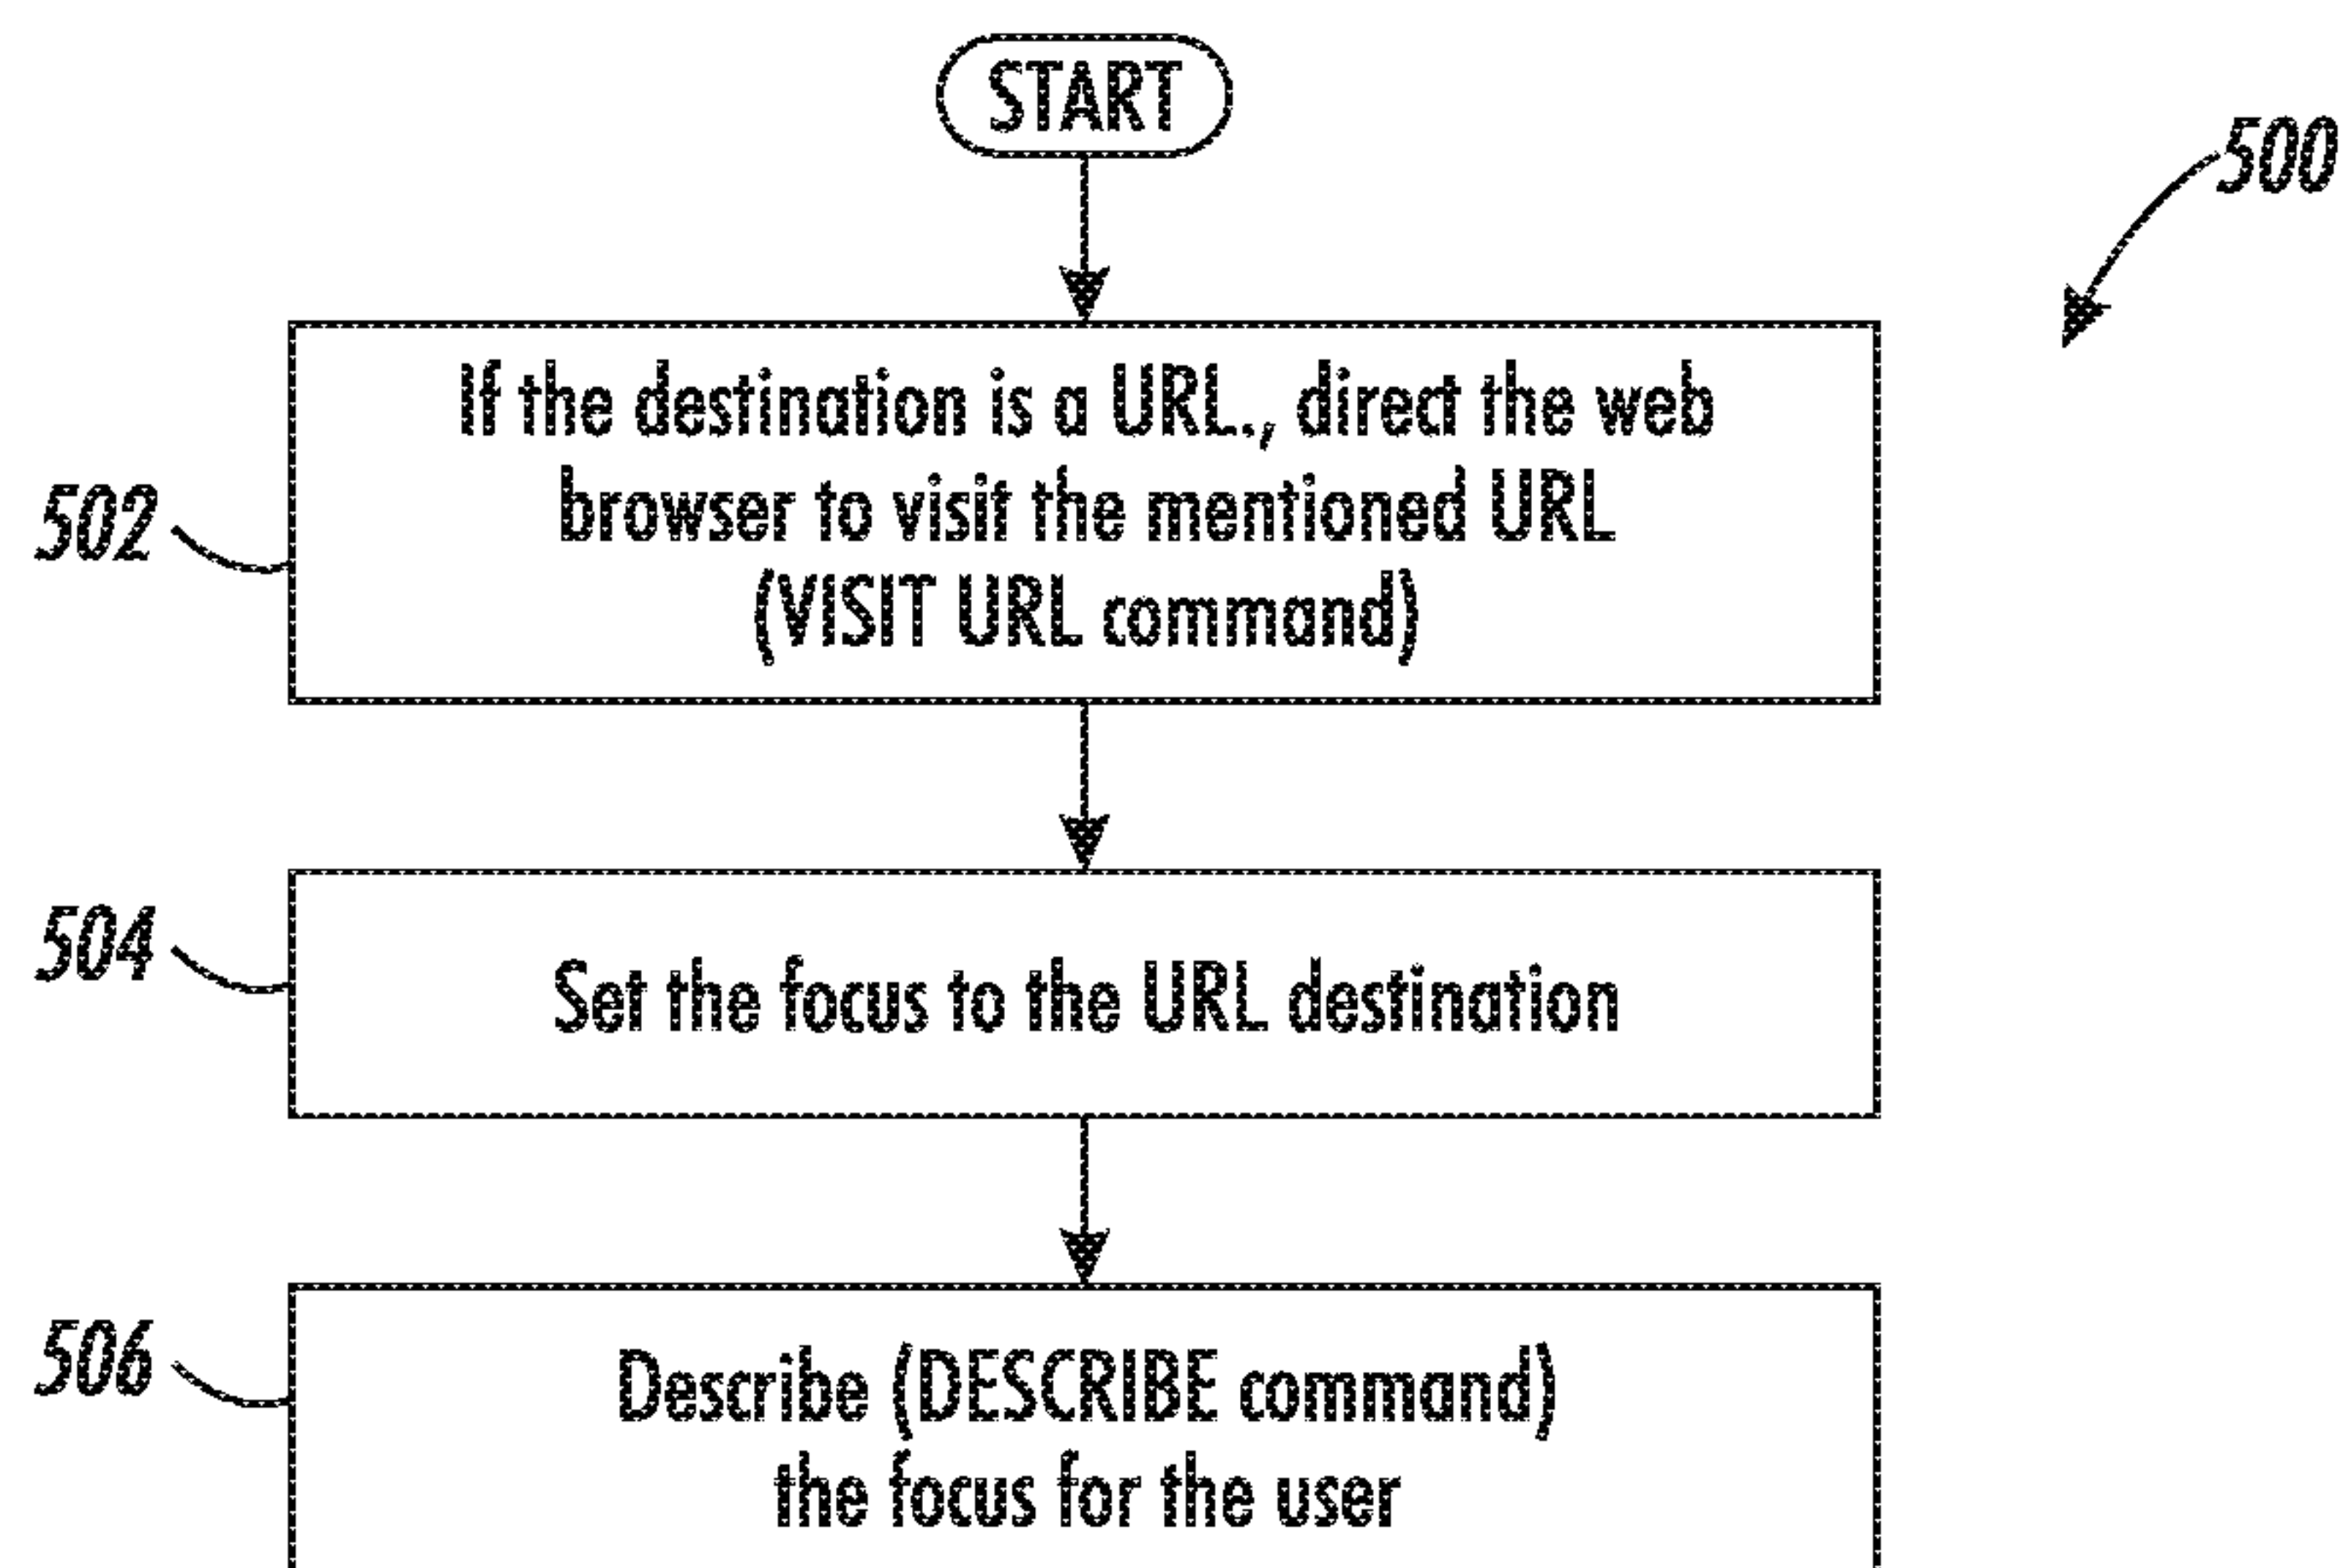 START
500
If the destination is a URL., direct the web
browser to visit the mentioned URL
(VISIT URL command)
502
Set the focus to the URL destination
504
Describe (DESCRIBE command)
the focus for the user
506